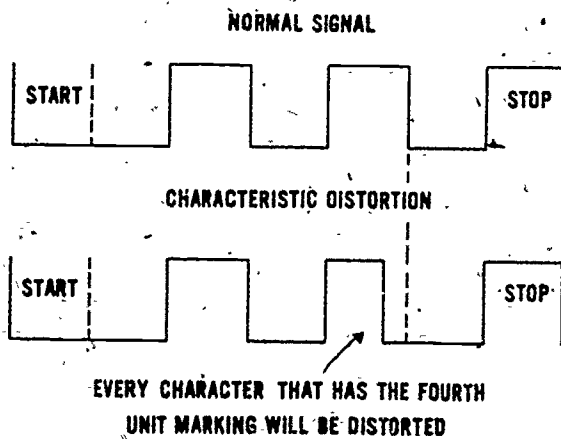 NORMAL SIGNAL
START STOP
CHARACTERISTIC DISTORTION
START STOP
EVERY CHARACTER THAT HAS THE FOURTH
UNIT MARKING WILL BE DISTORTED